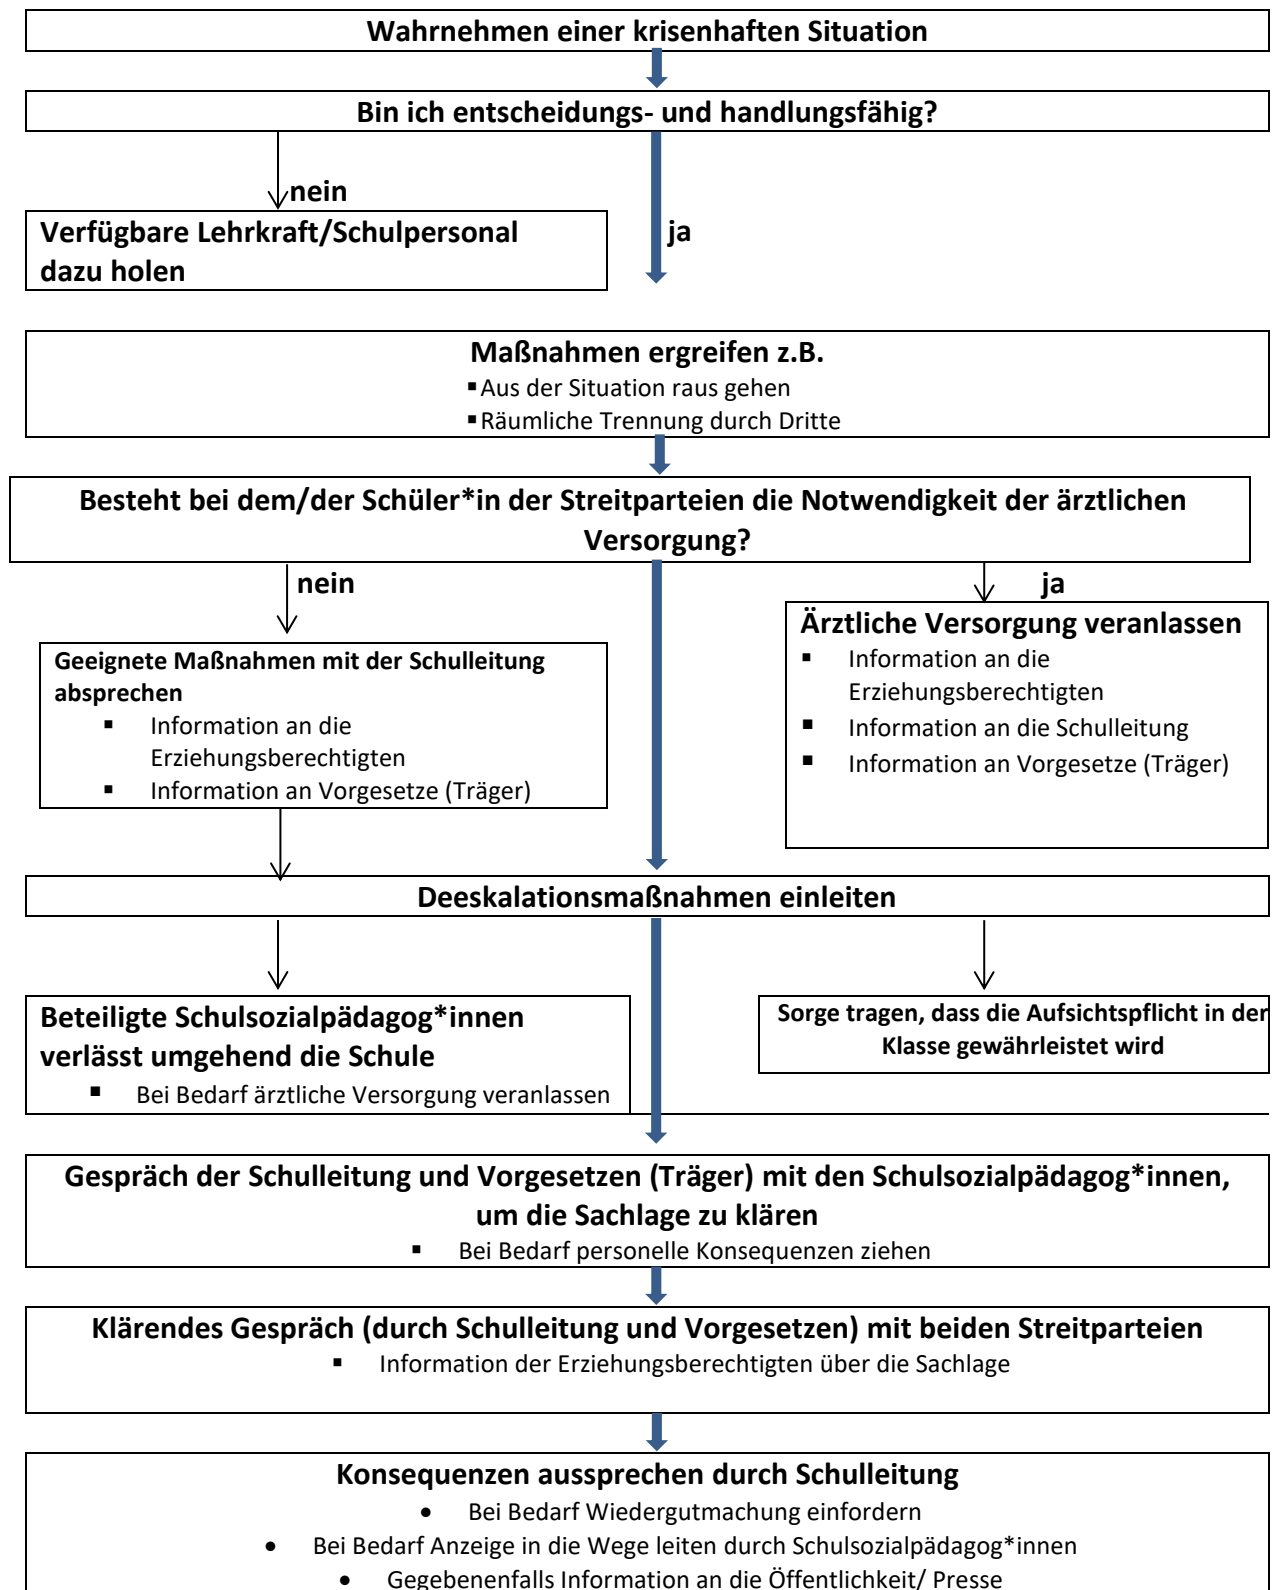 Wahrnehmen einer krisenhaften Situation
Bin ich entscheidungs- und handlungsfähig?
nein
ja
Verfügbare Lehrkraft/Schulpersonal
dazu holen
Maßnahmen ergreifen z.B.
▪ Aus der Situation raus gehen
▪ Räumliche Trennung durch Dritte
Besteht bei dem/der Schüler*in der Streitparteien die Notwendigkeit der ärztlichen
Versorgung?
nein
ja
Geeignete Maßnahmen mit der Schulleitung
absprechen
▪ Information an die
Erziehungsberechtigten
▪ Information an Vorgesetze (Träger)
Ärztliche Versorgung veranlassen
▪ Information an die
Erziehungsberechtigten
▪ Information an die Schulleitung
▪ Information an Vorgesetze (Träger)
Deeskalationsmaßnahmen einleiten
Beteiligte Schulsozialpädagog*innen
verlässt umgehend die Schule
▪ Bei Bedarf ärztliche Versorgung veranlassen
Sorge tragen, dass die Aufsichtspflicht in der
Klasse gewährleistet wird
Gespräch der Schulleitung und Vorgesetzen (Träger) mit den Schulsozialpädagog*innen,
um die Sachlage zu klären
▪ Bei Bedarf personelle Konsequenzen ziehen
Klärendes Gespräch (durch Schulleitung und Vorgesetzen) mit beiden Streitparteien
▪ Information der Erziehungsberechtigten über die Sachlage
Konsequenzen aussprechen durch Schulleitung
• Bei Bedarf Wiedergutmachung einfordern
• Bei Bedarf Anzeige in die Wege leiten durch Schulsozialpädagog*innen
• Gegebenenfalls Information an die Öffentlichkeit/ Presse